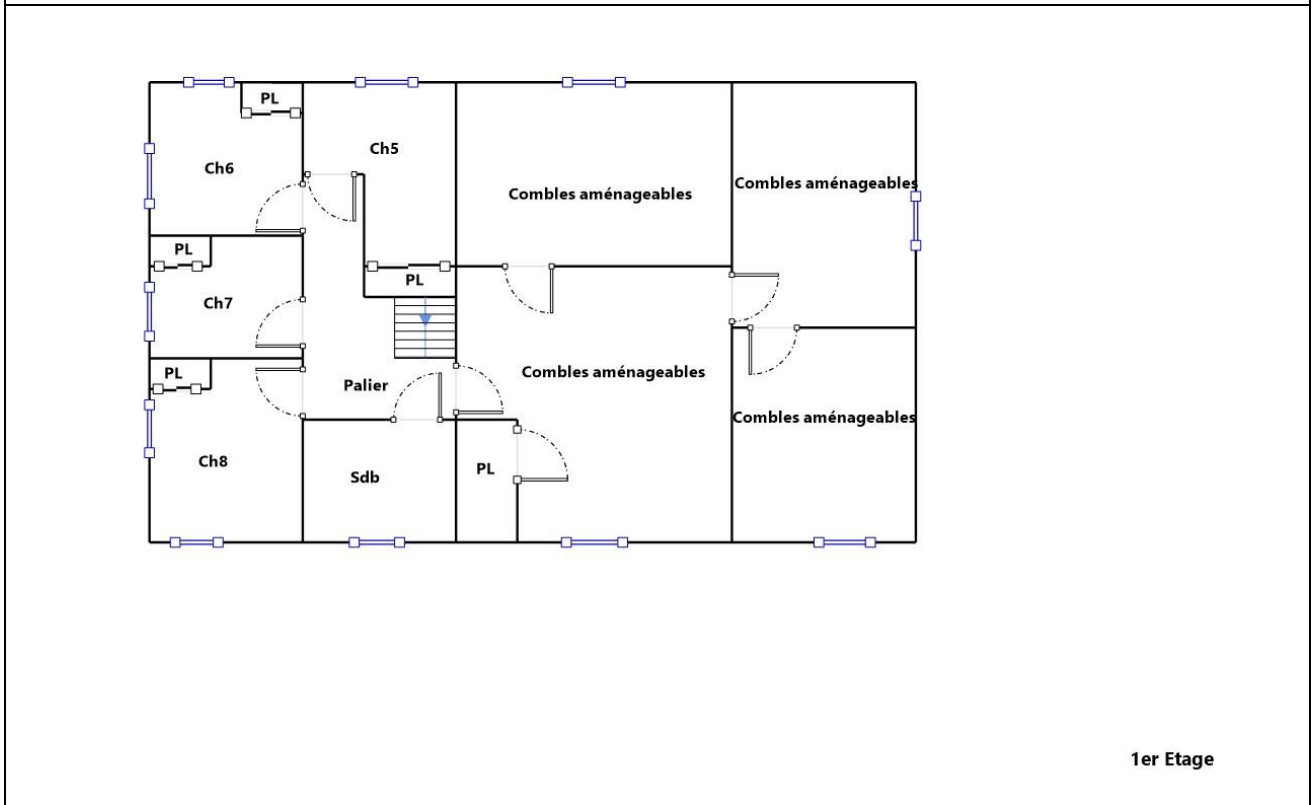 PL
Ch5
Ch6
Combles aménageables
Combles aménageables
PL
PL
Ch7
Combles aménageables
PL
Palier
Combles aménageables
Ch8
Sdb
PL
1er Etage